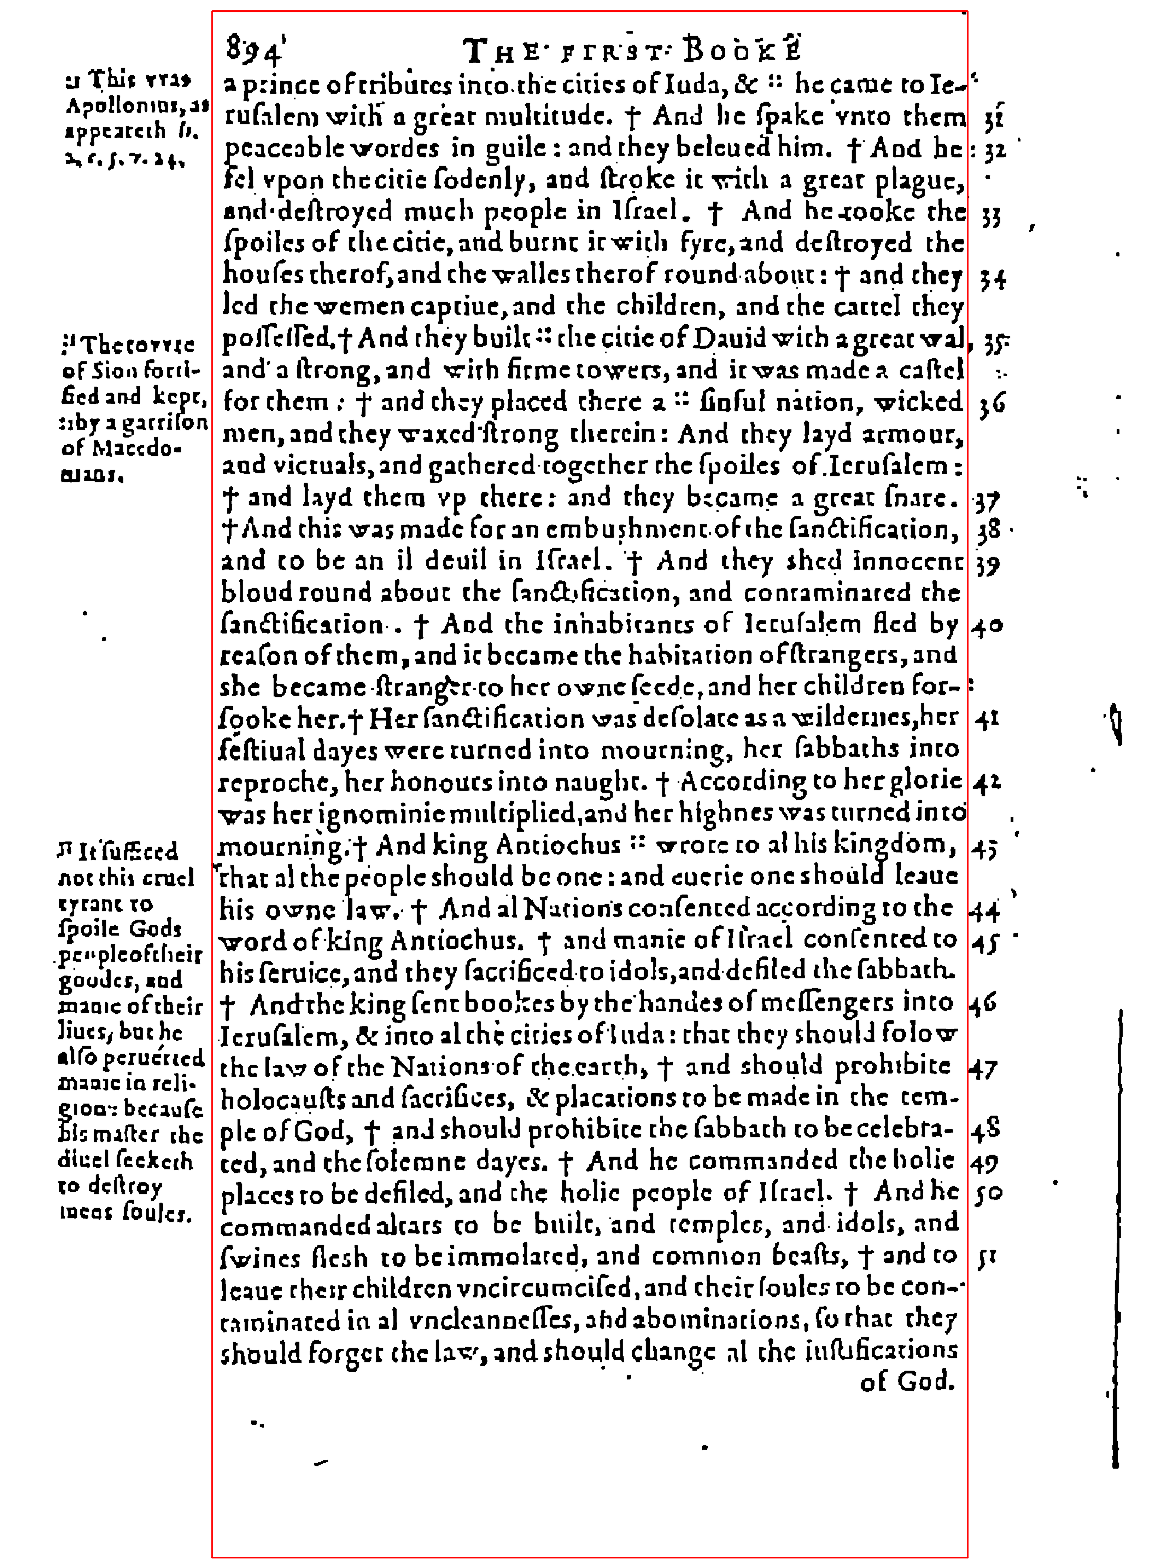 894 THE FIRST BOOKE
a prince of tributes into the cities of Iuda, & :: he came to Ie-
rusalem with a great multitude. † And he ſpake vnto them 31
peaceable wordes in guile: and they beleued him. † And he 32
fel vpon the citie ſodenly, and ſtroke it with a great plague,
and deſtroyed much people in Iſrael. † And he tooke the 33
ſpoiles of the citie, and burnt it with fyre, and deſtroyed the
houſes therof, and the walles therof round about: † and they 34
led the wemen captiue, and the children, and the cattel they
poſſeſſed. † And they built :: the citie of Dauid with a great wal, 35
and a ſtrong, and with firme towers, and it was made a caſtel
for them: † and they placed there a :: ſinful nation, wicked 36
men, and they waxed ſtrong therein: And they layd armour,
and victuals, and gathered together the ſpoiles of Ieruſalem:
† and layd them vp there: and they became a great ſnare. 37
† And this was made for an embushment of the ſanctification, 38
and to be an il deuil in Iſrael. † And they shed innocent 39
bloud round about the ſanctification, and contaminated the
ſanctification. † And the inhabitants of Ieruſalem fled by 40
reaſon of them, and it became the habitation of ſtrangers, and
she became ſtranger to her owne ſeede, and her children for-
ſooke her. † Her ſanctification was deſolate as a wildernes, her 41
feſtiual dayes were turned into mourning, her ſabbaths into
reproche, her honours into naught. † According to her glorie 42
was her ignominie multiplied, and her highnes was turned into
mourning. † And king Antiochus :: wrote to al his kingdom, 43
that al the people should be one: and euerie one should leaue
his owne law. † And al Nations conſented according to the 44
word of king Antiochus. † and manie of Iſrael conſented to 45
his ſeruice, and they ſacrificed to idols, and defiled the ſabbath.
† And the king ſent bookes by the handes of meſſengers into 46
Ieruſalem, & into al the cities of Iuda: that they should folow
the law of the Nations of the earth, † and should prohibite 47
holocauſts and ſacrifices, & placations to be made in the tem-
ple of God, † and should prohibite the ſabbath to be celebra- 48
ted, and the ſolemne dayes. † And he commanded the holie 49
places to be defiled, and the holie people of Iſrael. † And he 50
commanded altars to be built, and temples, and idols, and
ſwines flesh to be immolated, and common beaſts, † and to 51
leaue their children vncircumciſed, and their ſoules to be con-
taminated in al vncleanneſſes, and abominations, ſo that they
should forget the law, and should change al the iuſtifications
of God.
:: This vvas
Apollonius, as
appeareth li.
2. c. 5. v. 24.
:: The tovvre
of Sion forti-
fied and kept,
:: by a garriſon
of Macedo-
nians.
:: It ſufficed
not this cruel
tyrant to
ſpoile Gods
people of their
goodes, and
manie of their
liues, but he
alſo peruerted
manie in reli-
gion: becauſe
his maſter the
diuel ſeeketh
to deſtroy
mens ſoules.